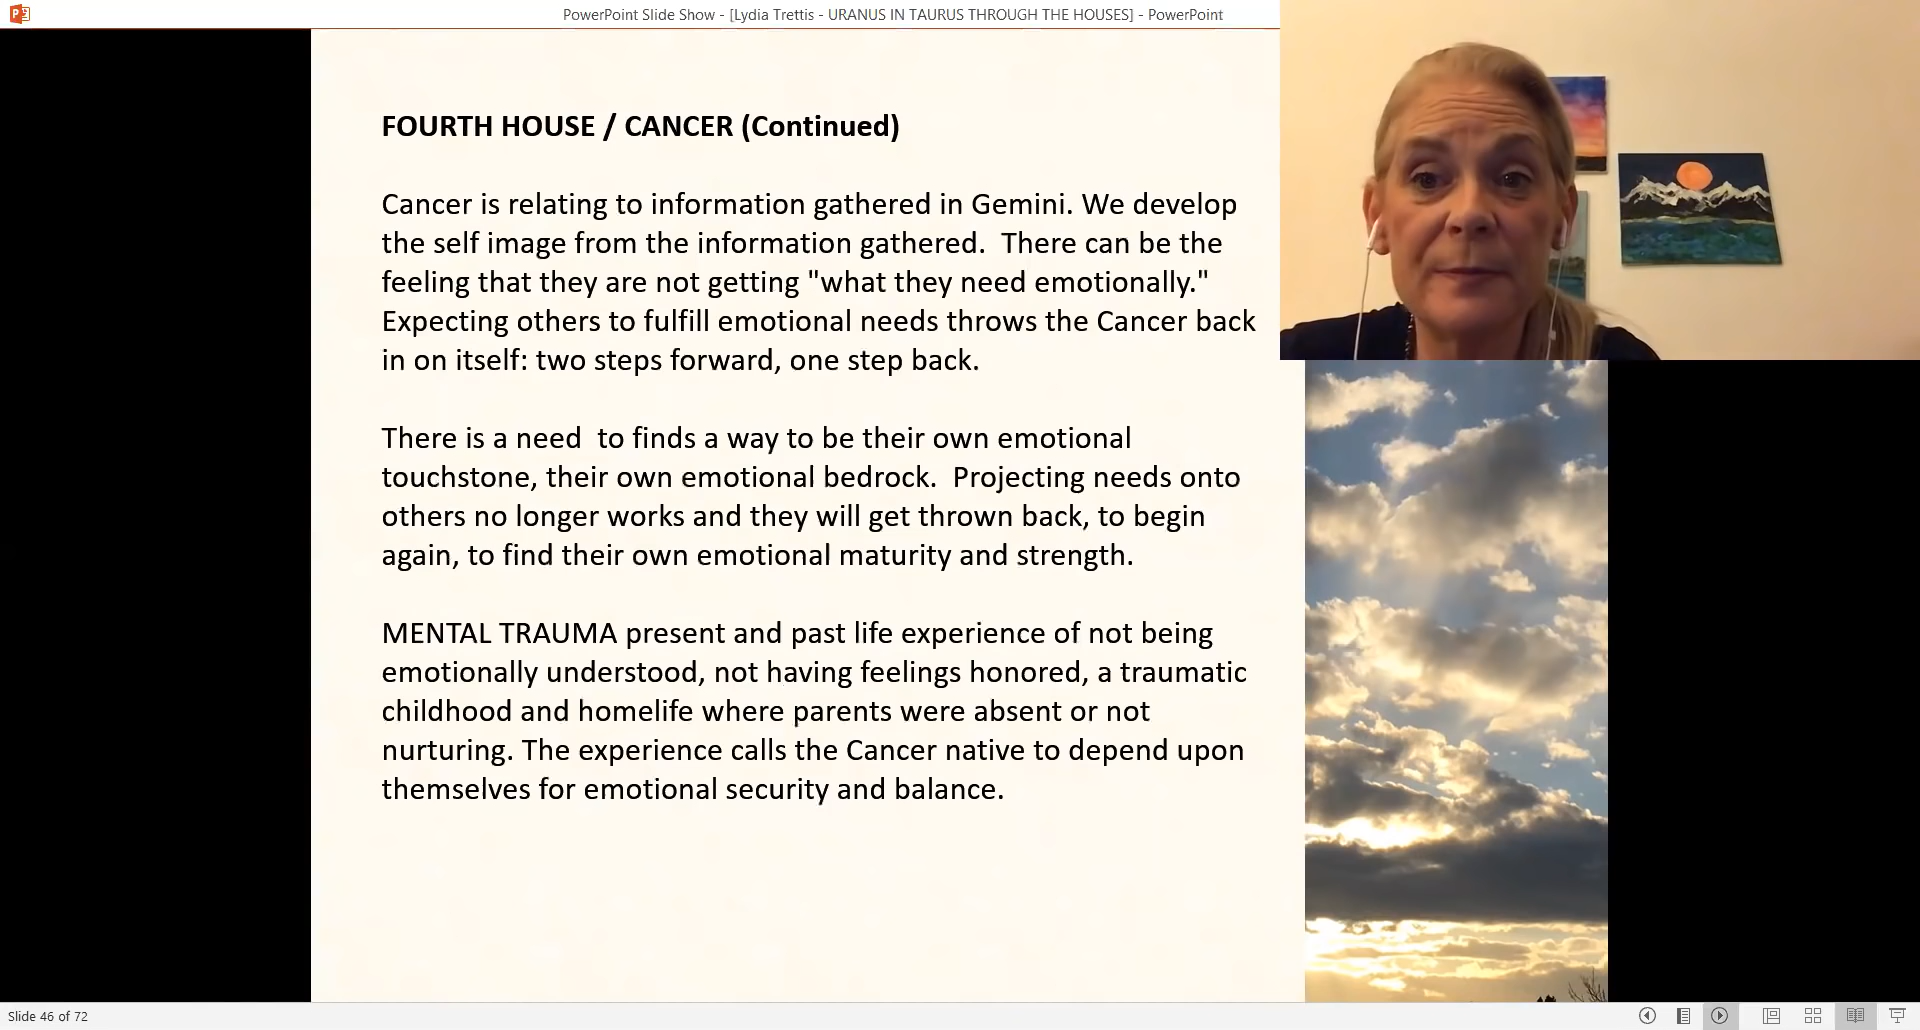 PowerPoint Slide Show - [Lydia Trettis - URANUS IN TAURUS THROUGH THE HOUSES] - PowerPoint
FOURTH HOUSE / CANCER (Continued)
Cancer is relating to information gathered in Gemini. We develop
the self image from the information gathered.  There can be the
feeling that they are not getting "what they need emotionally."
Expecting others to fulfill emotional needs throws the Cancer back
in on itself: two steps forward, one step back.
There is a need  to finds a way to be their own emotional
touchstone, their own emotional bedrock.  Projecting needs onto
others no longer works and they will get thrown back, to begin
again, to find their own emotional maturity and strength.
MENTAL TRAUMA present and past life experience of not being
emotionally understood, not having feelings honored, a traumatic
childhood and homelife where parents were absent or not
nurturing. The experience calls the Cancer native to depend upon
themselves for emotional security and balance.
Slide 46 of 72